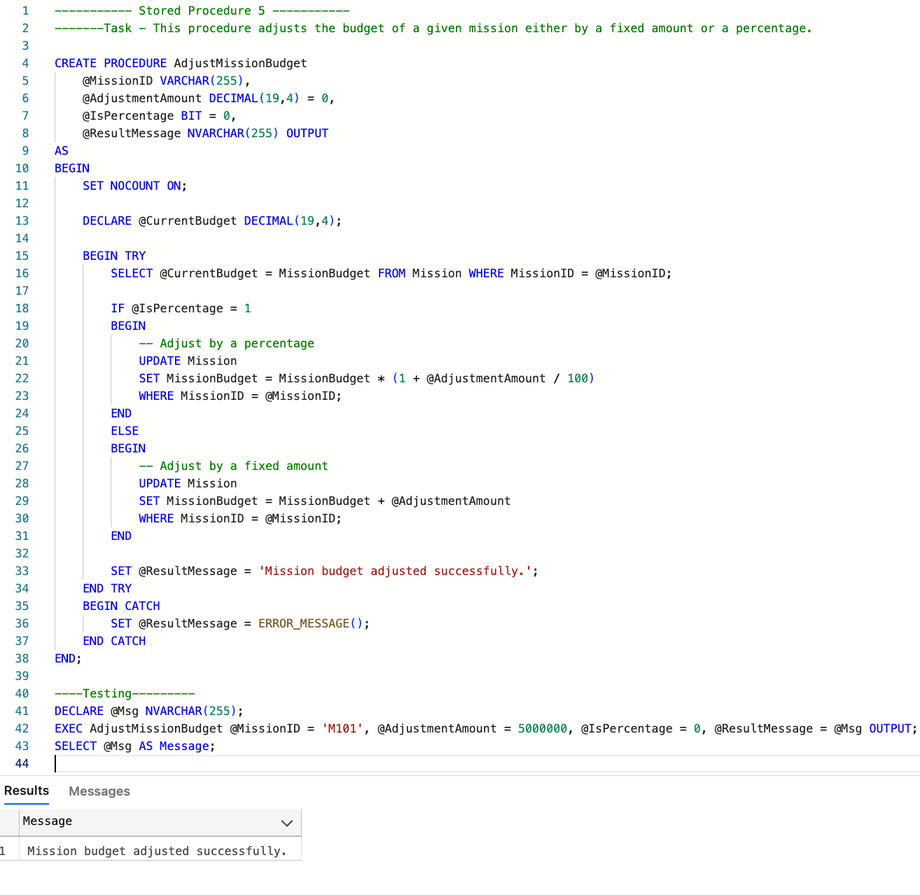 1 ----------- Stored Procedure 5 -----------
2 -------Task - This procedure adjusts the budget of a given mission either by a fixed amount or a percentage.
3
4 CREATE PROCEDURE AdjustMissionBudget
5     @MissionID VARCHAR(255),
6     @AdjustmentAmount DECIMAL(19,4) = 0,
7     @IsPercentage BIT = 0,
8     @ResultMessage NVARCHAR(255) OUTPUT
9 AS
10 BEGIN
11     SET NOCOUNT ON;
12
13     DECLARE @CurrentBudget DECIMAL(19,4);
14
15     BEGIN TRY
16         SELECT @CurrentBudget = MissionBudget FROM Mission WHERE MissionID = @MissionID;
17
18         IF @IsPercentage = 1
19         BEGIN
20             -- Adjust by a percentage
21             UPDATE Mission
22             SET MissionBudget = MissionBudget * (1 + @AdjustmentAmount / 100)
23             WHERE MissionID = @MissionID;
24         END
25         ELSE
26         BEGIN
27             -- Adjust by a fixed amount
28             UPDATE Mission
29             SET MissionBudget = MissionBudget + @AdjustmentAmount
30             WHERE MissionID = @MissionID;
31         END
32
33         SET @ResultMessage = 'Mission budget adjusted successfully.';
34     END TRY
35     BEGIN CATCH
36         SET @ResultMessage = ERROR_MESSAGE();
37     END CATCH
38 END;
39
40 ----Testing---------
41 DECLARE @Msg NVARCHAR(255);
42 EXEC AdjustMissionBudget @MissionID = 'M101', @AdjustmentAmount = 5000000, @IsPercentage = 0, @ResultMessage = @Msg OUTPUT;
43 SELECT @Msg AS Message;
44
Results Messages
Message
1 Mission budget adjusted successfully.